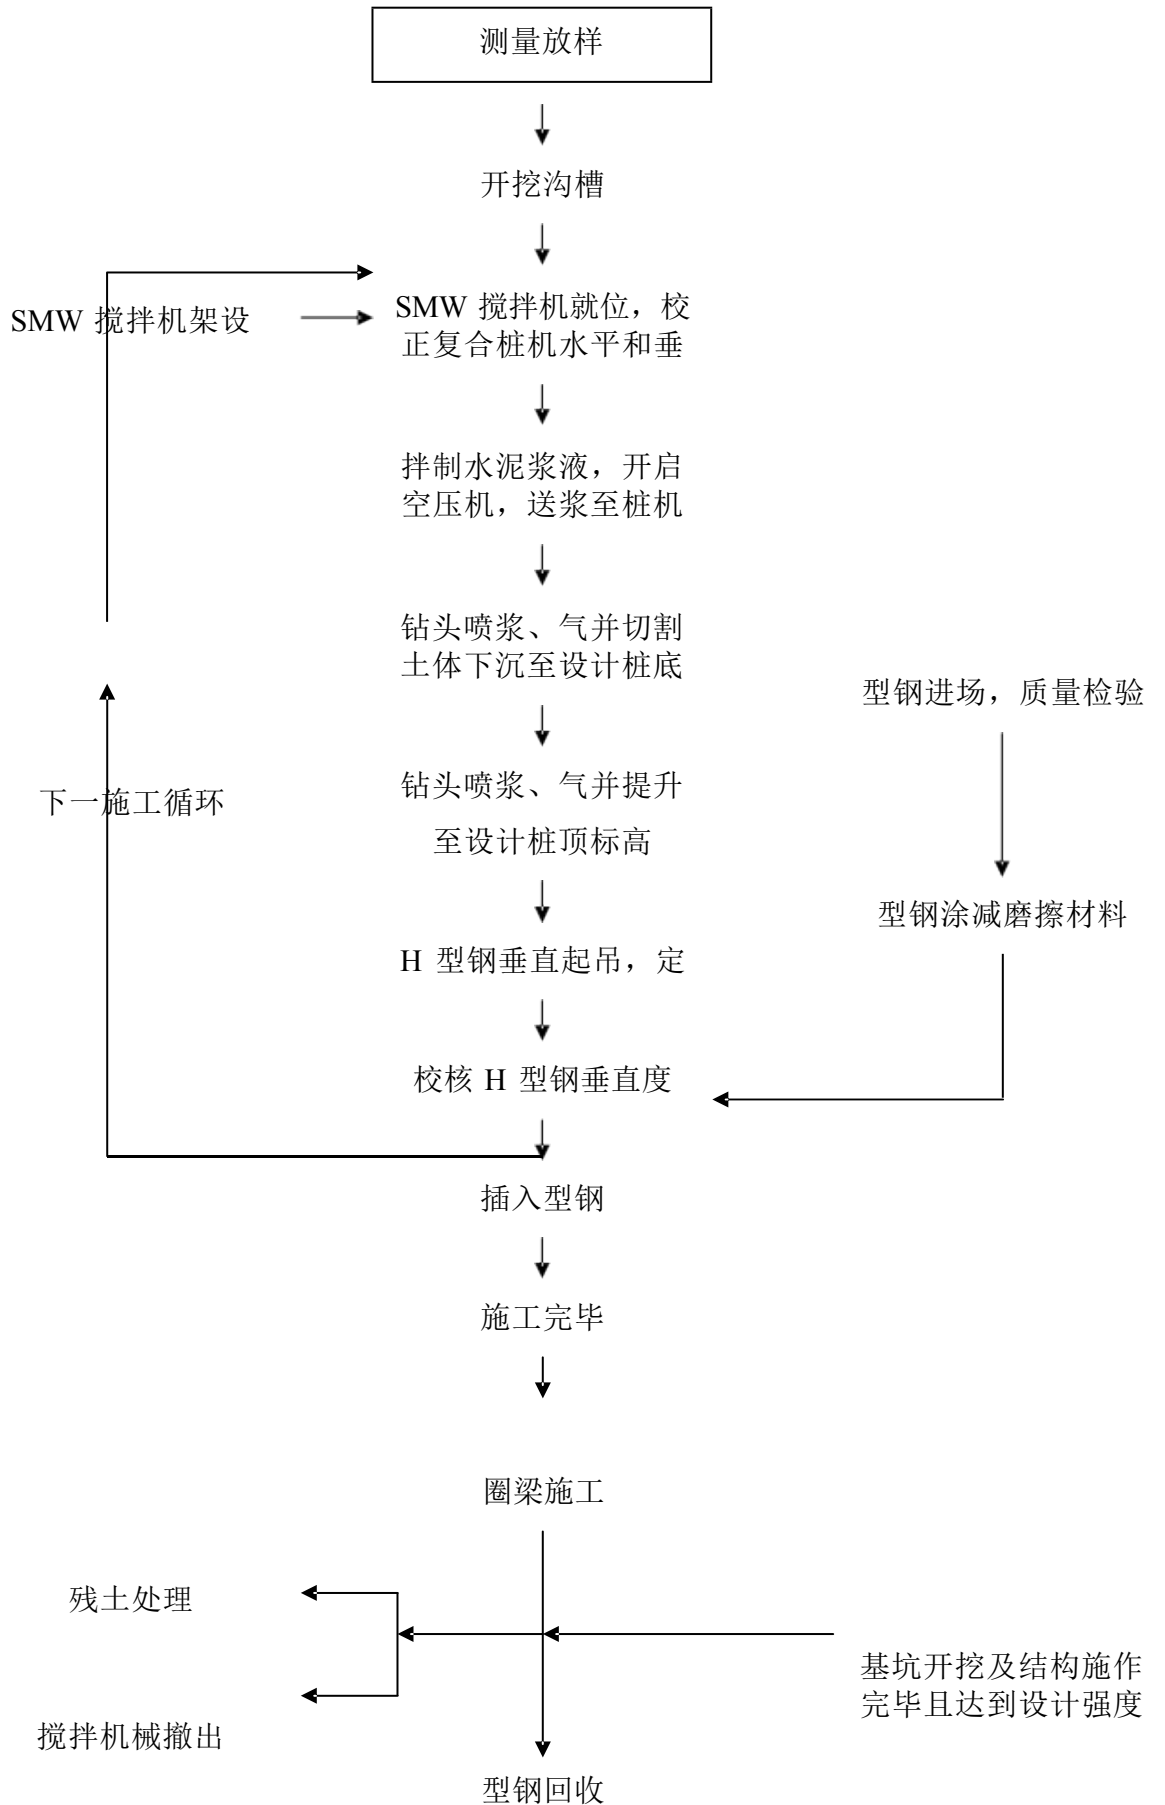 测量放样
开挖沟槽
SMW 搅拌机架设
SMW 搅拌机就位，校
正复合桩机水平和垂
拌制水泥浆液，开启
空压机，送浆至桩机
钻头喷浆、气并切割
土体下沉至设计桩底
型钢进场，质量检验
钻头喷浆、气并提升
至设计桩顶标高
下一施工循环
型钢涂减磨擦材料
H 型钢垂直起吊，定
校核 H 型钢垂直度
插入型钢
施工完毕
圈梁施工
残土处理
基坑开挖及结构施作
完毕且达到设计强度
搅拌机械撤出
型钢回收